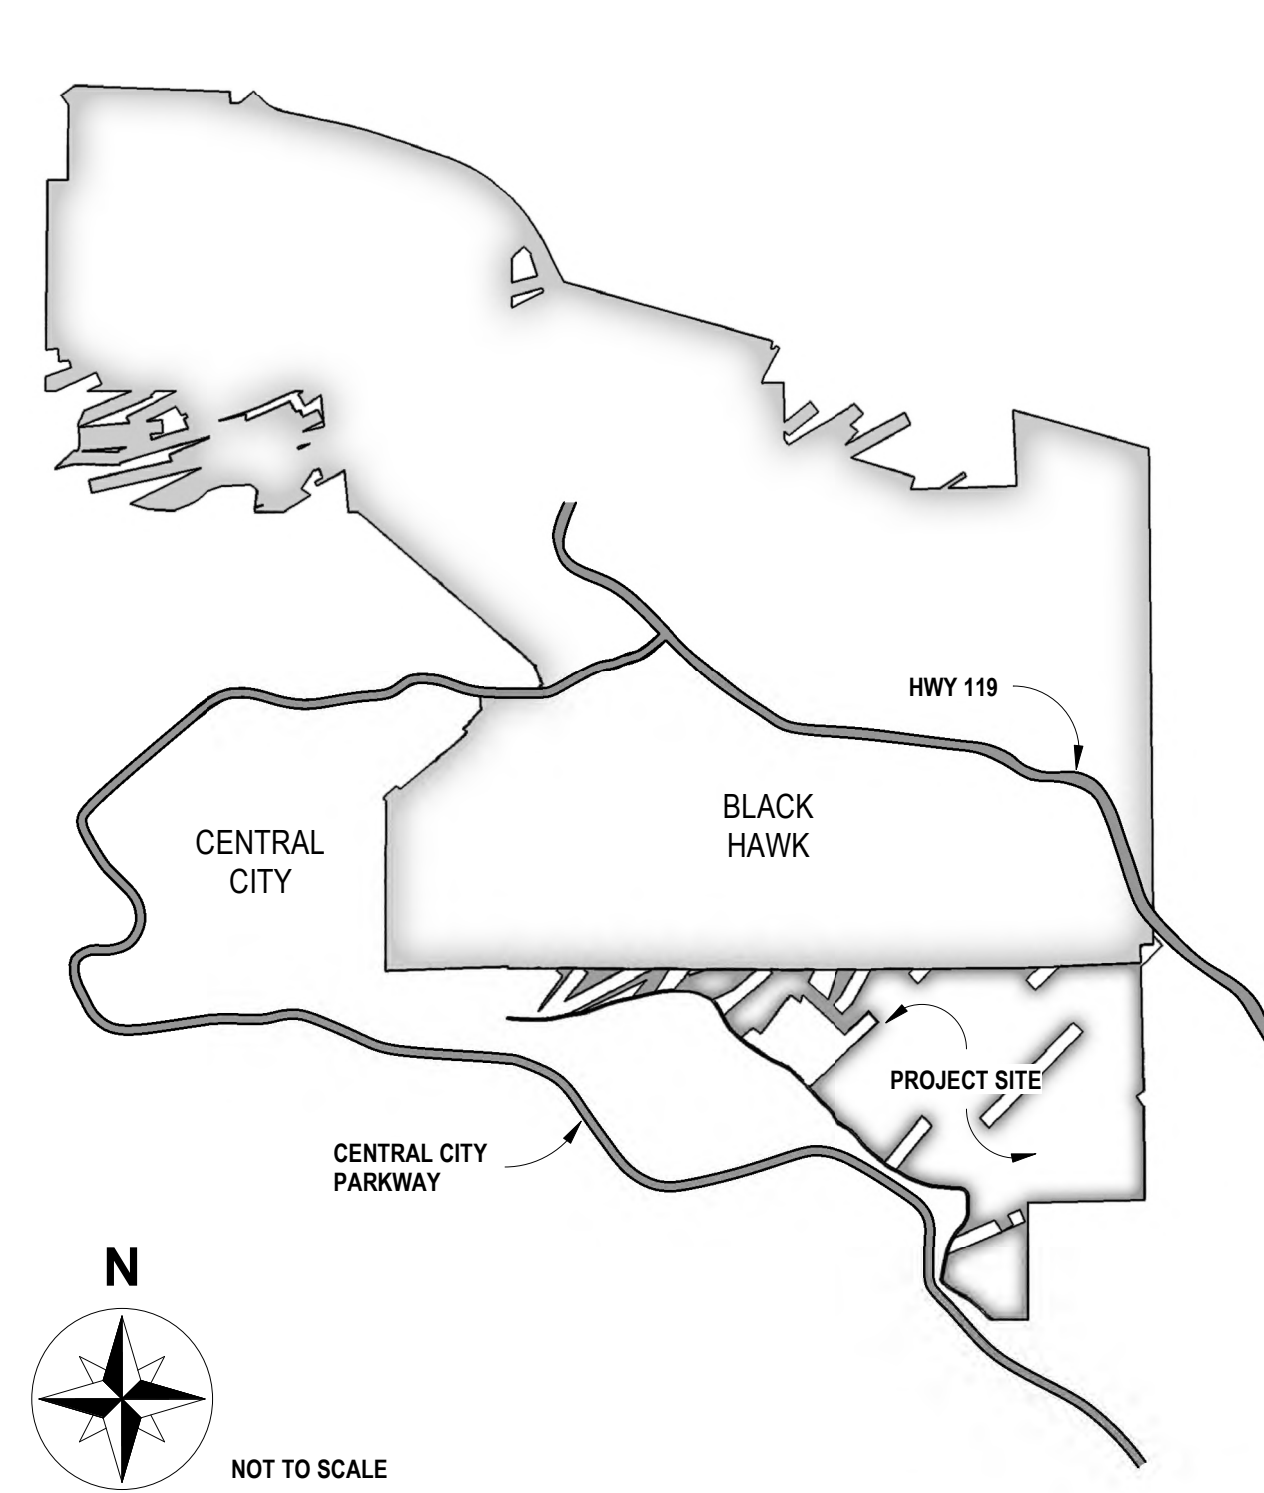 HWY 119
BLACK
HAWK
CENTRAL
CITY
PROJECT SITE
CENTRAL CITY
PARKWAY
N
NOT TO SCALE